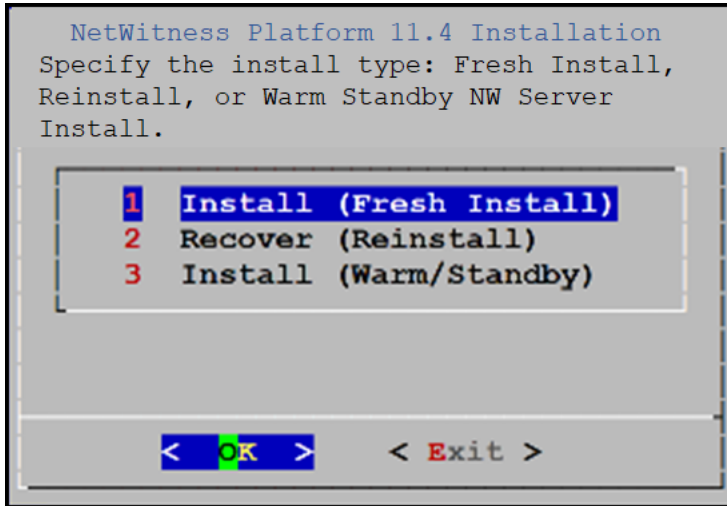 NetWitness Platform 11.4 Installation
Specify the install type: Fresh Install,
Reinstall, or Warm Standby NW Server
Install.
1 Install (Fresh Install)
2 Recover (Reinstall)
3 Install (Warm/Standby)
< OK > < Exit >